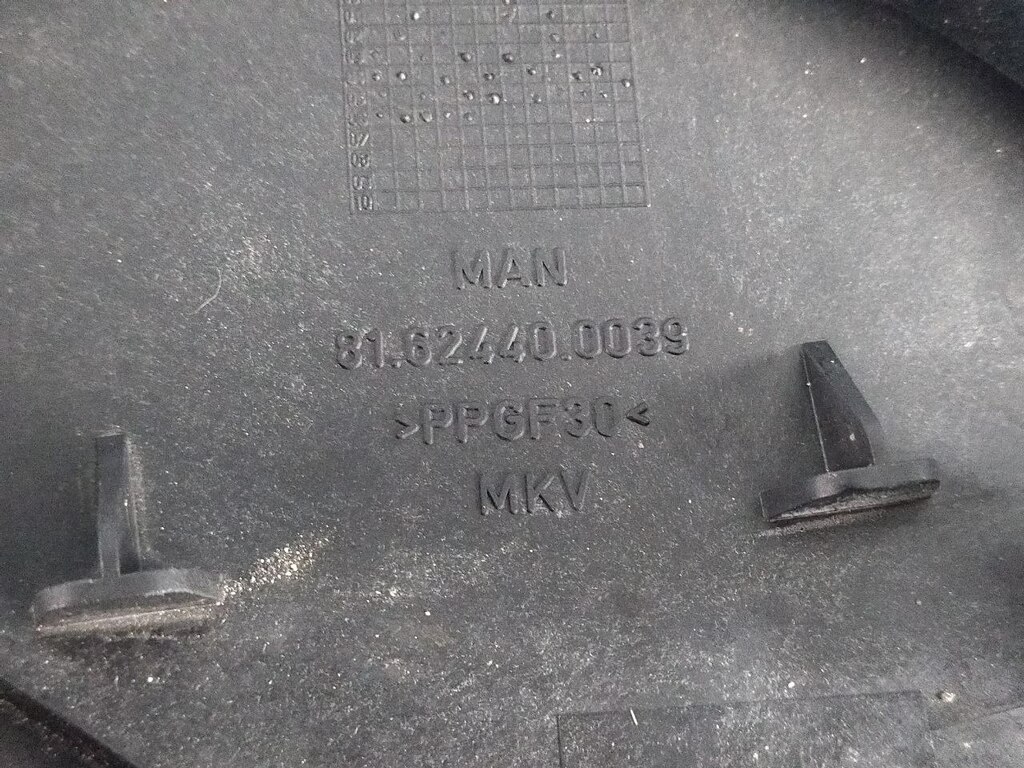 MAN
81.62440.0039
>PPGF30<
MKV